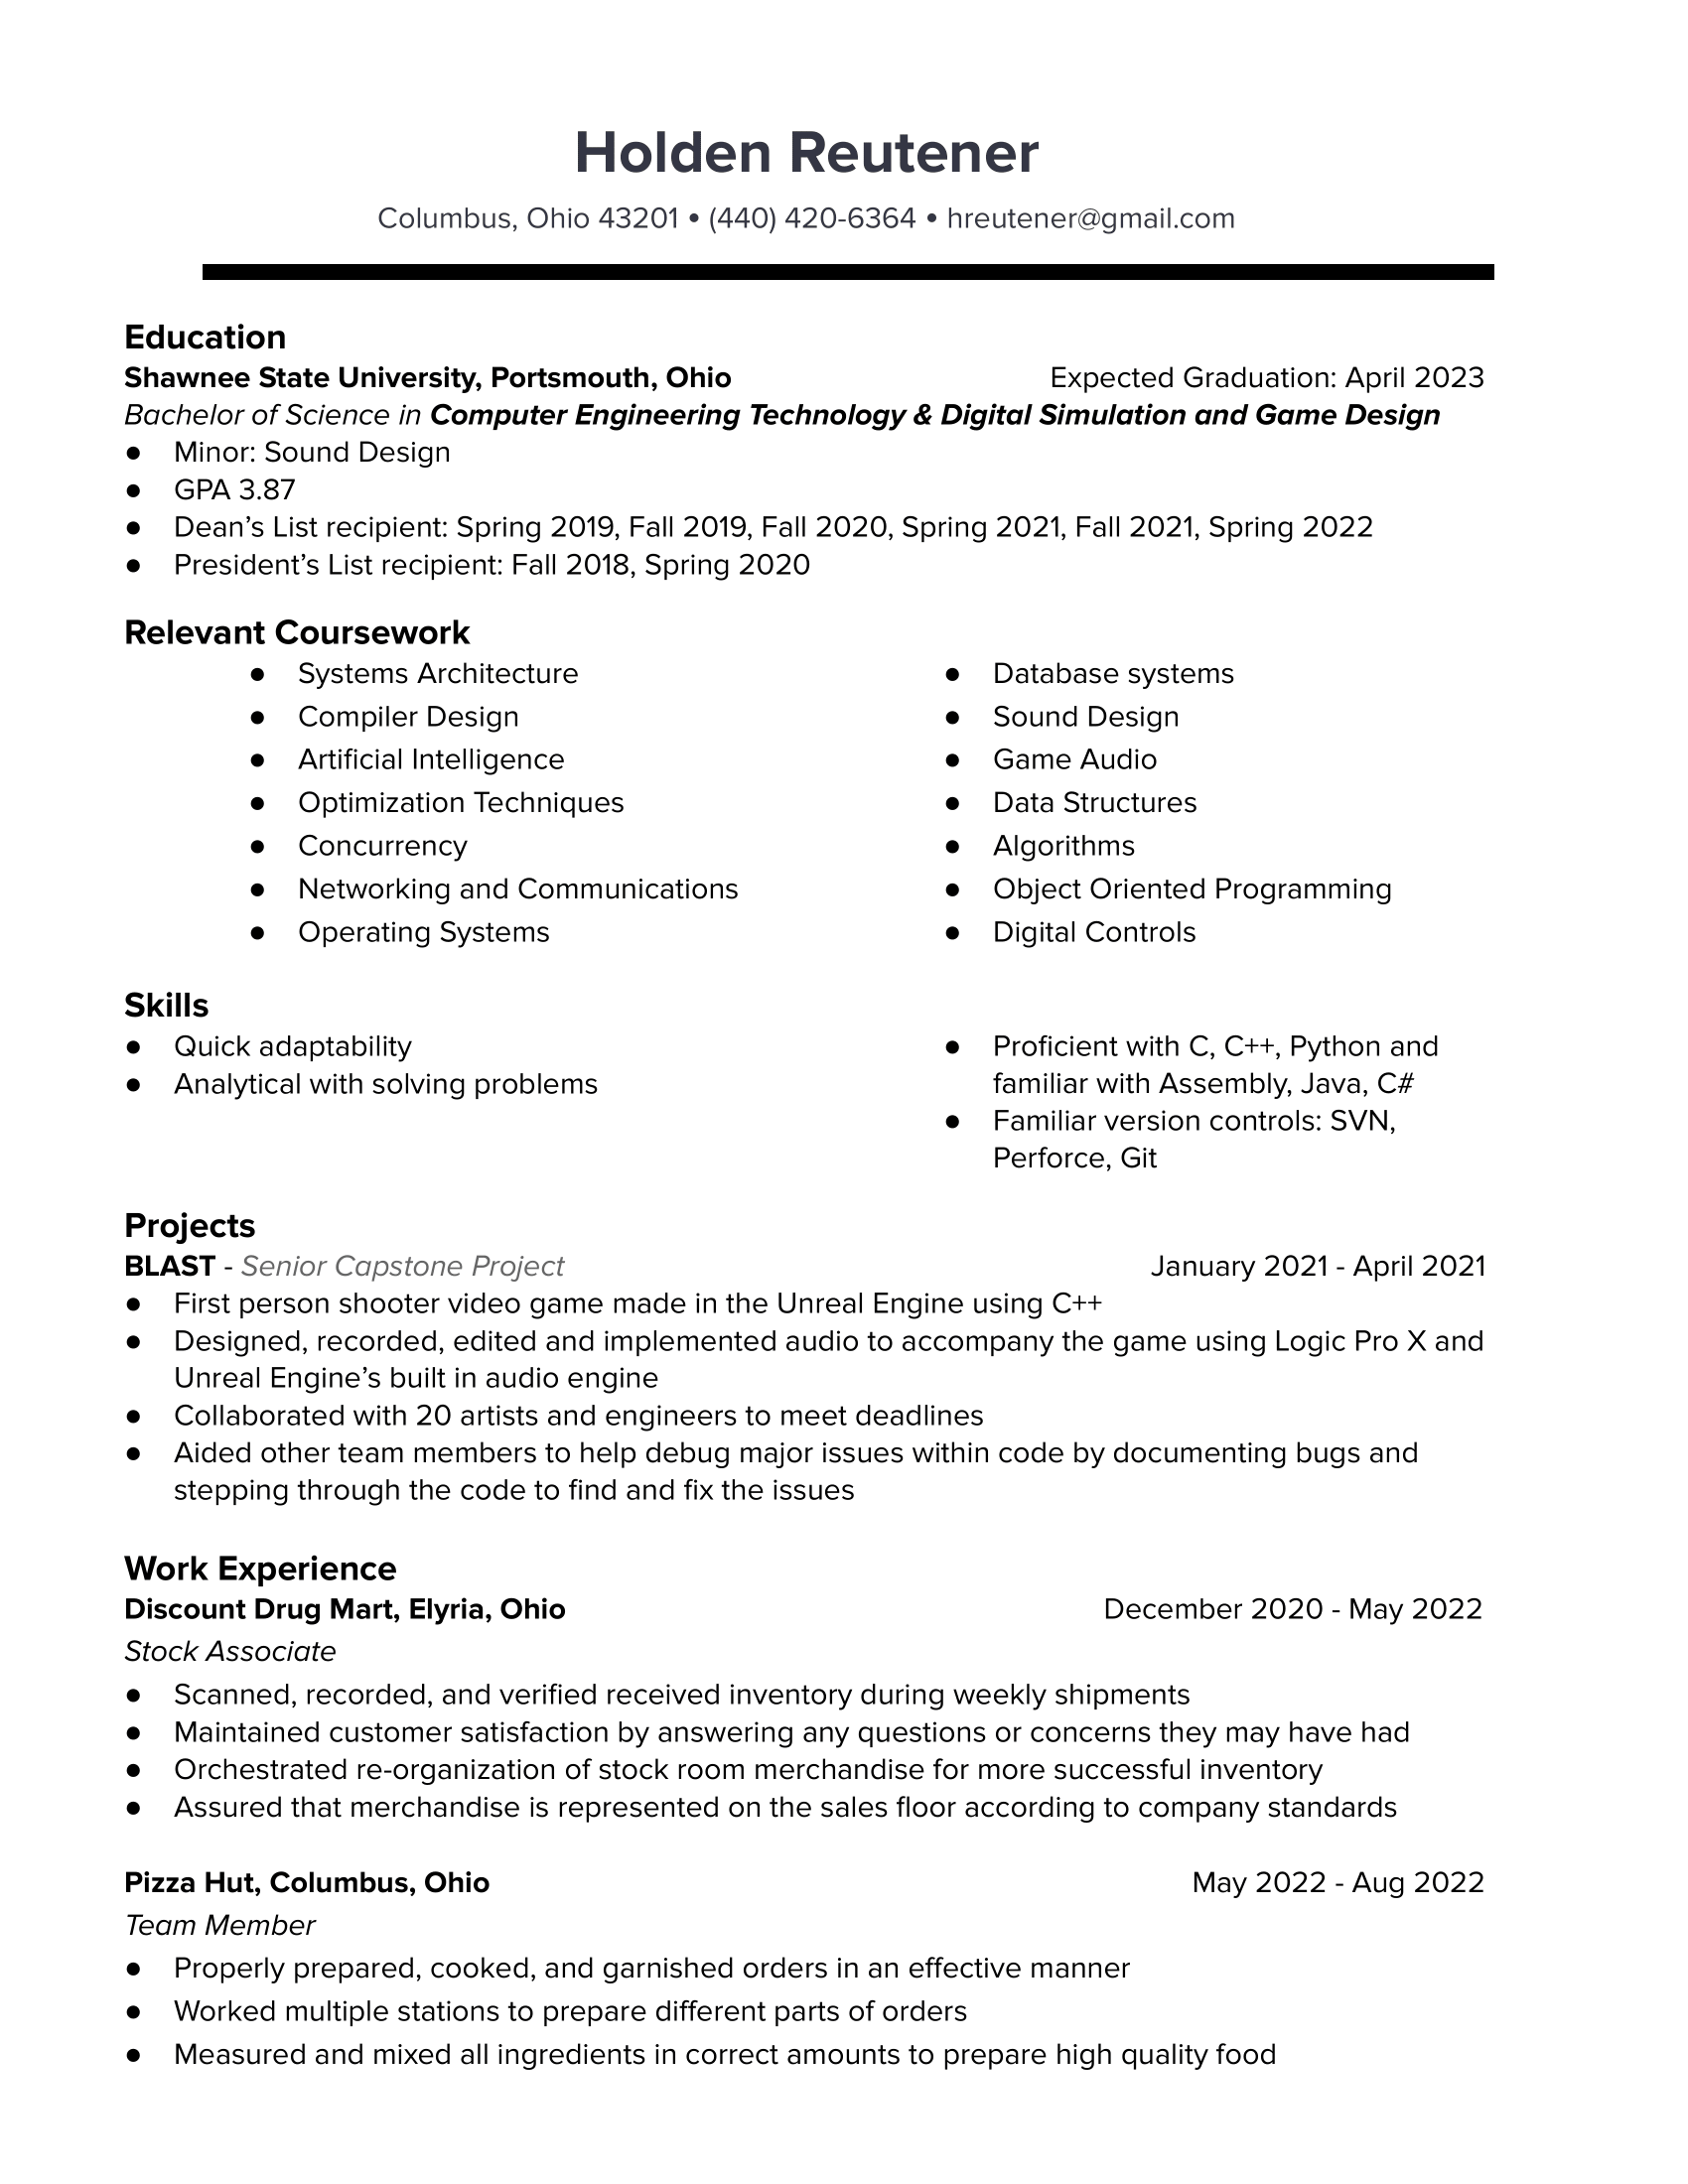 Holden Reutener
Columbus, Ohio 43201 • (440) 420-6364 • hreutener@gmail.com
Education
Shawnee State University, Portsmouth, Ohio Expected Graduation: April 2023
Bachelor of Science in Computer Engineering Technology & Digital Simulation and Game Design
● Minor: Sound Design
● GPA 3.87
● Dean’s List recipient: Spring 2019, Fall 2019, Fall 2020, Spring 2021, Fall 2021, Spring 2022
● President’s List recipient: Fall 2018, Spring 2020
Relevant Coursework
● Systems Architecture
● Compiler Design
● Artificial Intelligence
● Optimization Techniques
● Concurrency
● Networking and Communications
● Operating Systems
● Database systems
● Sound Design
● Game Audio
● Data Structures
● Algorithms
● Object Oriented Programming
● Digital Controls
Skills
● Quick adaptability
● Analytical with solving problems
● Proficient with C, C++, Python and
familiar with Assembly, Java, C#
● Familiar version controls: SVN,
Perforce, Git
Projects
BLAST - Senior Capstone Project January 2021 - April 2021
● First person shooter video game made in the Unreal Engine using C++
● Designed, recorded, edited and implemented audio to accompany the game using Logic Pro X and
Unreal Engine’s built in audio engine
● Collaborated with 20 artists and engineers to meet deadlines
● Aided other team members to help debug major issues within code by documenting bugs and
stepping through the code to find and fix the issues
Work Experience
Discount Drug Mart, Elyria, Ohio December 2020 - May 2022
Stock Associate
● Scanned, recorded, and verified received inventory during weekly shipments
● Maintained customer satisfaction by answering any questions or concerns they may have had
● Orchestrated re-organization of stock room merchandise for more successful inventory
● Assured that merchandise is represented on the sales floor according to company standards
Pizza Hut, Columbus, Ohio May 2022 - Aug 2022
Team Member
● Properly prepared, cooked, and garnished orders in an effective manner
● Worked multiple stations to prepare different parts of orders
● Measured and mixed all ingredients in correct amounts to prepare high quality food